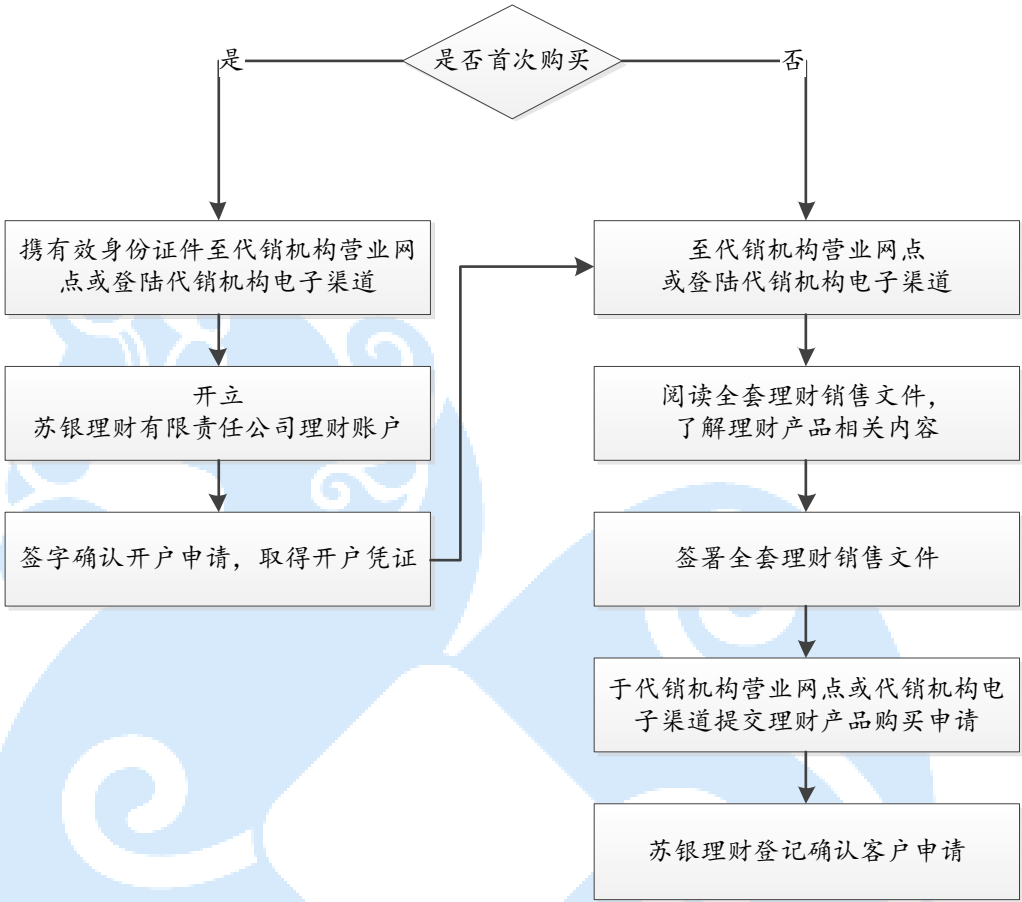 是否首次购买
是
否
携有效身份证件至代销机构营业网
点或登陆代销机构电子渠道
开立
苏银理财有限责任公司理财账户
签字确认开户申请，取得开户凭证
至代销机构营业网点
或登陆代销机构电子渠道
阅读全套理财销售文件，
了解理财产品相关内容
签署全套理财销售文件
于代销机构营业网点或代销机构电
子渠道提交理财产品购买申请
苏银理财登记确认客户申请